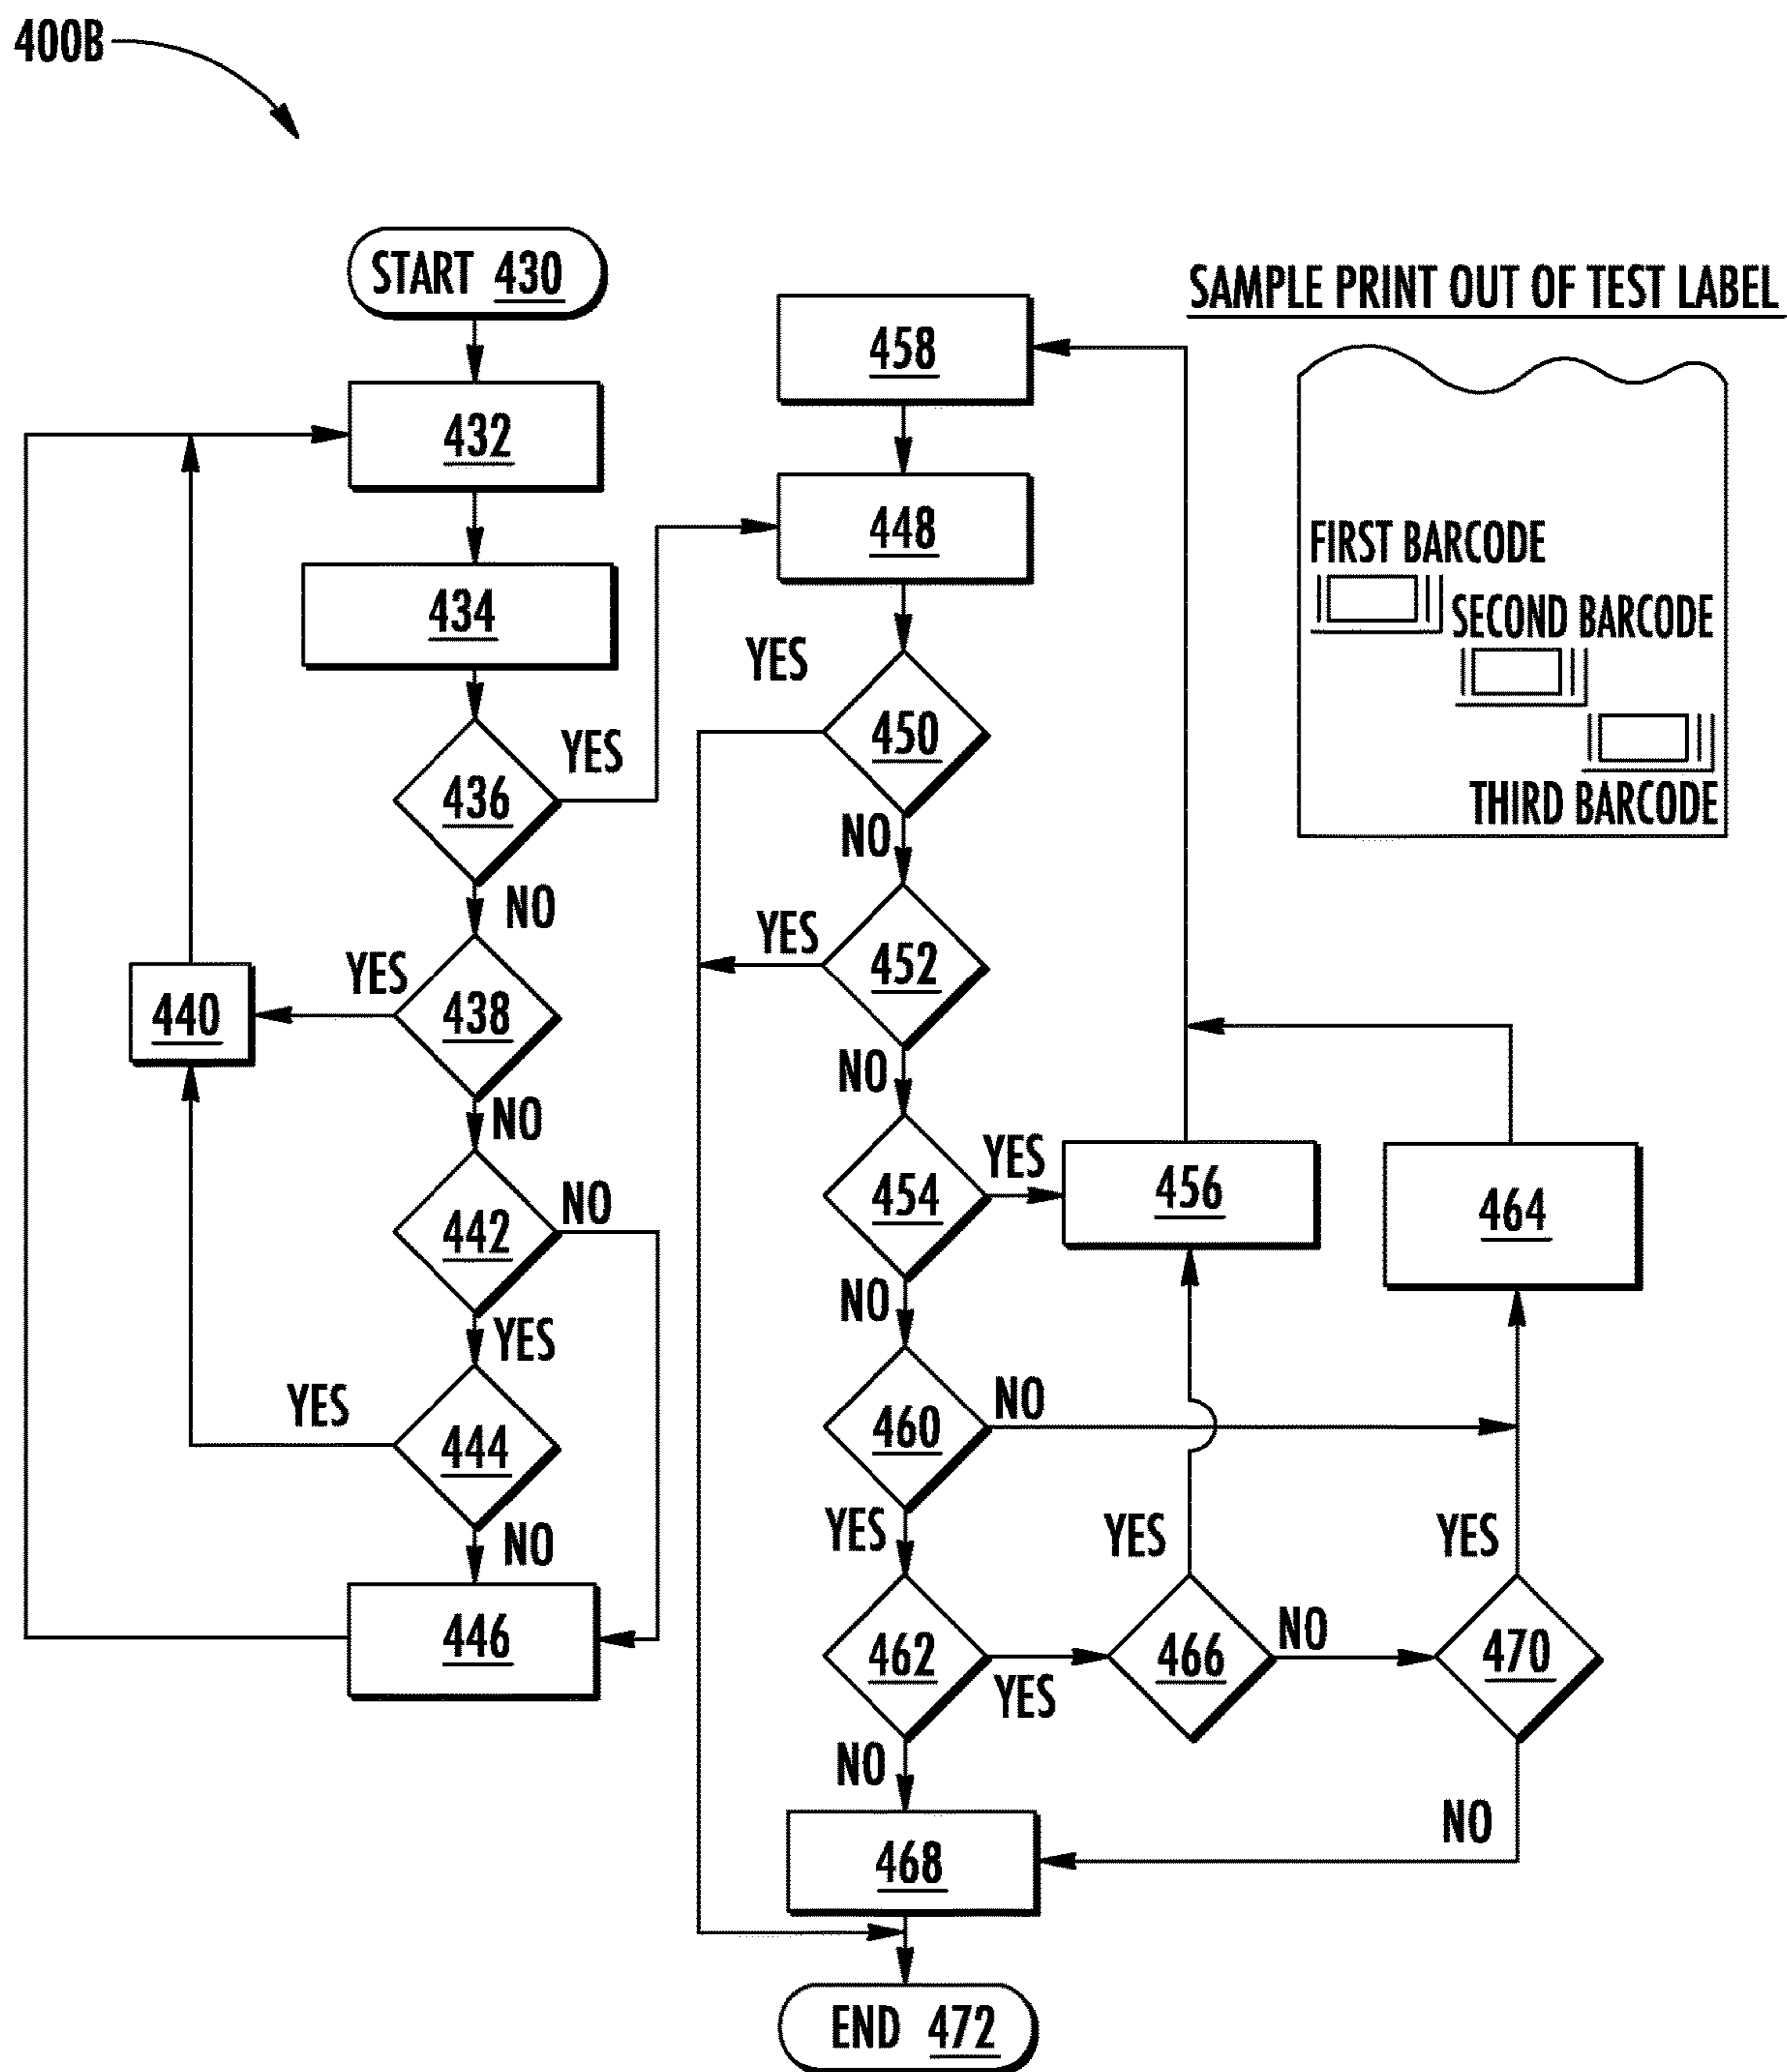 400B
START 430
432
434
436
YES
NO
438
YES
440
NO
442
NO
YES
444
YES
NO
446
458
448
450
YES
NO
452
YES
NO
454
YES
456
464
NO
460
NO
YES
462
YES
466
YES
NO
470
YES
NO
NO
468
END 472
SAMPLE PRINT OUT OF TEST LABEL
FIRST BARCODE
SECOND BARCODE
THIRD BARCODE